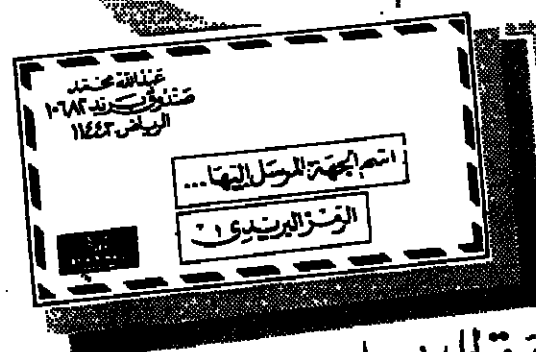 عبدالله محمد
صندوق بريد ١٠٦٨٢
الرياض ١١٤٤٣
اسم الجهة المرسل إليها...
الرمز البريدي